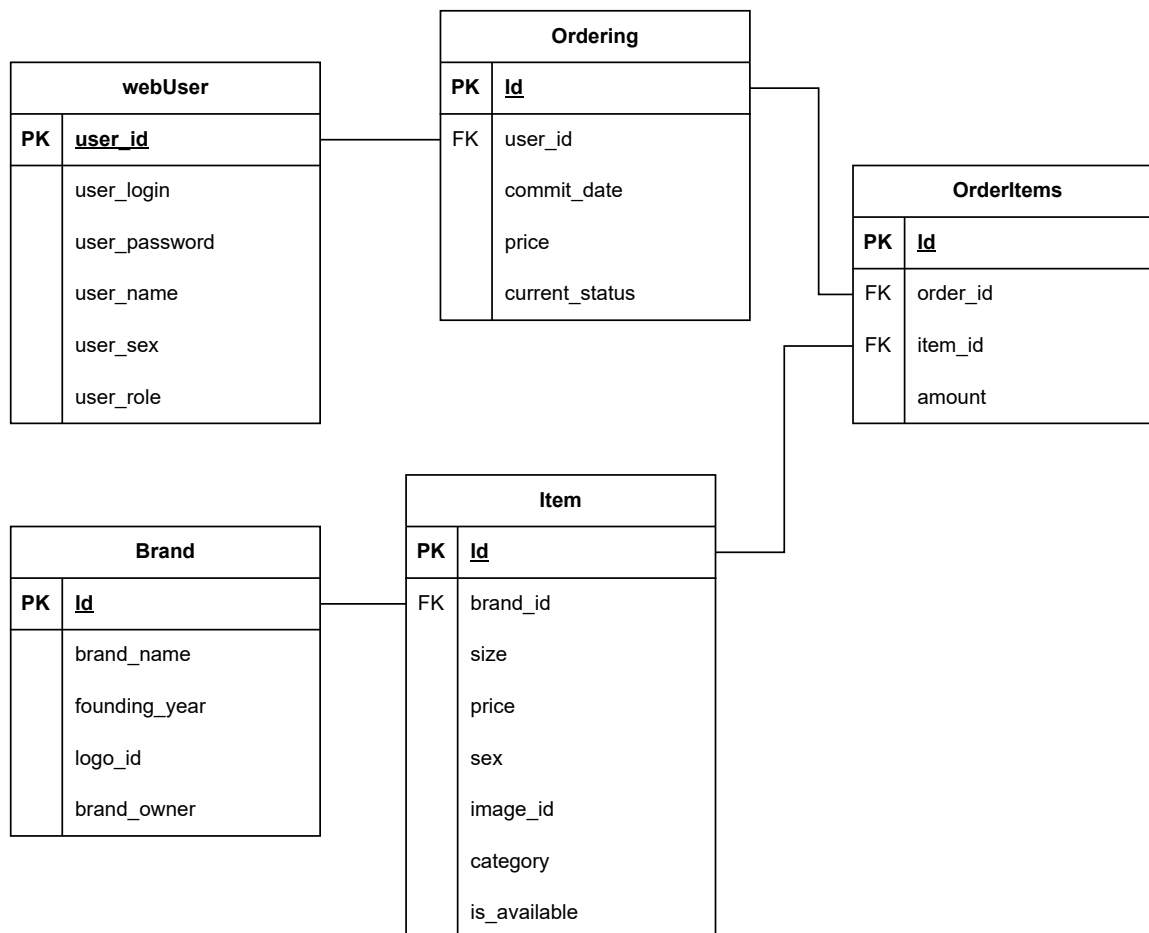 webUser
PK user_id
user_login
user_password
user_name
user_sex
user_role
Ordering
PK Id
FK user_id
commit_date
price
current_status
OrderItems
PK Id
FK order_id
FK item_id
amount
Brand
PK Id
brand_name
founding_year
logo_id
brand_owner
Item
PK Id
FK brand_id
size
price
sex
image_id
category
is_available